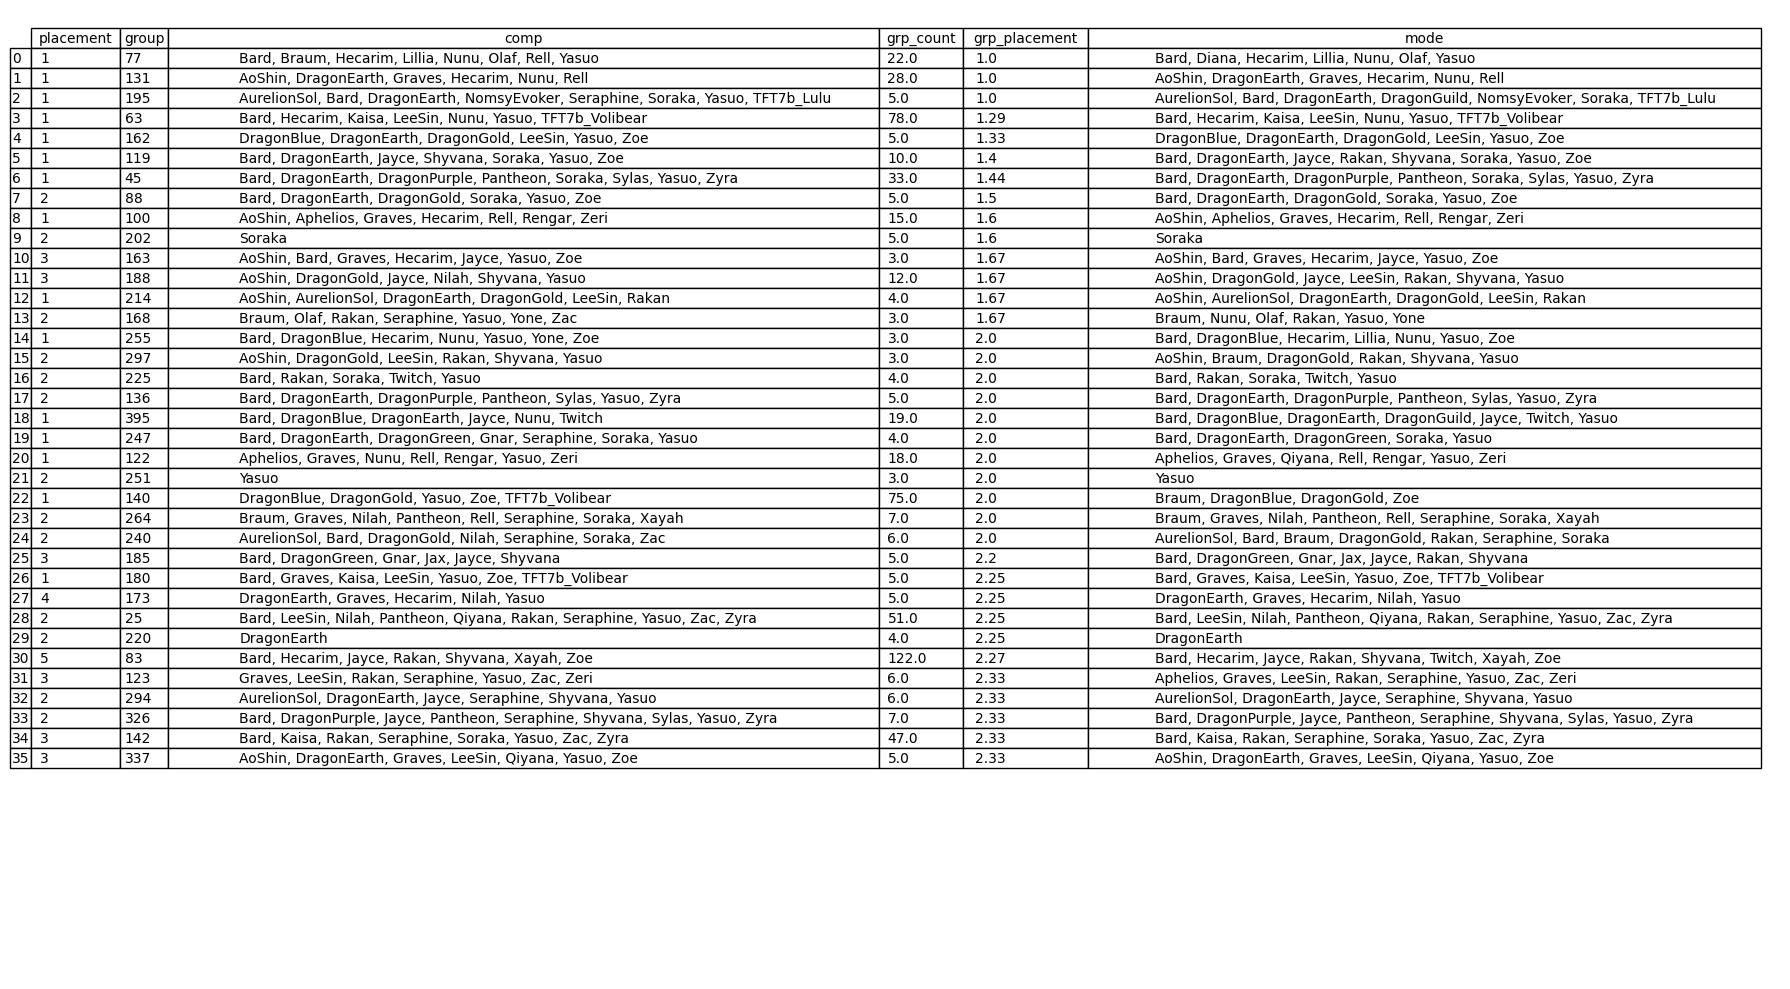 placement group comp grp_count grp_placement mode
0 1 77 Bard, Braum, Hecarim, Lillia, Nunu, Olaf, Rell, Yasuo 22.0 1.0 Bard, Diana, Hecarim, Lillia, Nunu, Olaf, Yasuo
1 1 131 AoShin, DragonEarth, Graves, Hecarim, Nunu, Rell 28.0 1.0 AoShin, DragonEarth, Graves, Hecarim, Nunu, Rell
2 1 195 AurelionSol, Bard, DragonEarth, NomsyEvoker, Seraphine, Soraka, Yasuo, TFT7b_Lulu 5.0 1.0 AurelionSol, Bard, DragonEarth, DragonGuild, NomsyEvoker, Soraka, TFT7b_Lulu
3 1 63 Bard, Hecarim, Kaisa, LeeSin, Nunu, Yasuo, TFT7b_Volibear 78.0 1.29 Bard, Hecarim, Kaisa, LeeSin, Nunu, Yasuo, TFT7b_Volibear
4 1 162 DragonBlue, DragonEarth, DragonGold, LeeSin, Yasuo, Zoe 5.0 1.33 DragonBlue, DragonEarth, DragonGold, LeeSin, Yasuo, Zoe
5 1 119 Bard, DragonEarth, Jayce, Shyvana, Soraka, Yasuo, Zoe 10.0 1.4 Bard, DragonEarth, Jayce, Rakan, Shyvana, Soraka, Yasuo, Zoe
6 1 45 Bard, DragonEarth, DragonPurple, Pantheon, Soraka, Sylas, Yasuo, Zyra 33.0 1.44 Bard, DragonEarth, DragonPurple, Pantheon, Soraka, Sylas, Yasuo, Zyra
7 2 88 Bard, DragonEarth, DragonGold, Soraka, Yasuo, Zoe 5.0 1.5 Bard, DragonEarth, DragonGold, Soraka, Yasuo, Zoe
8 1 100 AoShin, Aphelios, Graves, Hecarim, Rell, Rengar, Zeri 15.0 1.6 AoShin, Aphelios, Graves, Hecarim, Rell, Rengar, Zeri
9 2 202 Soraka 5.0 1.6 Soraka
10 3 163 AoShin, Bard, Graves, Hecarim, Jayce, Yasuo, Zoe 3.0 1.67 AoShin, Bard, Graves, Hecarim, Jayce, Yasuo, Zoe
11 3 188 AoShin, DragonGold, Jayce, Nilah, Shyvana, Yasuo 12.0 1.67 AoShin, DragonGold, Jayce, LeeSin, Rakan, Shyvana, Yasuo
12 1 214 AoShin, AurelionSol, DragonEarth, DragonGold, LeeSin, Rakan 4.0 1.67 AoShin, AurelionSol, DragonEarth, DragonGold, LeeSin, Rakan
13 2 168 Braum, Olaf, Rakan, Seraphine, Yasuo, Yone, Zac 3.0 1.67 Braum, Nunu, Olaf, Rakan, Yasuo, Yone
14 1 255 Bard, DragonBlue, Hecarim, Nunu, Yasuo, Yone, Zoe 3.0 2.0 Bard, DragonBlue, Hecarim, Lillia, Nunu, Yasuo, Zoe
15 2 297 AoShin, DragonGold, LeeSin, Rakan, Shyvana, Yasuo 3.0 2.0 AoShin, Braum, DragonGold, Rakan, Shyvana, Yasuo
16 2 225 Bard, Rakan, Soraka, Twitch, Yasuo 4.0 2.0 Bard, Rakan, Soraka, Twitch, Yasuo
17 2 136 Bard, DragonEarth, DragonPurple, Pantheon, Sylas, Yasuo, Zyra 5.0 2.0 Bard, DragonEarth, DragonPurple, Pantheon, Sylas, Yasuo, Zyra
18 1 395 Bard, DragonBlue, DragonEarth, Jayce, Nunu, Twitch 19.0 2.0 Bard, DragonBlue, DragonEarth, DragonGuild, Jayce, Twitch, Yasuo
19 1 247 Bard, DragonEarth, DragonGreen, Gnar, Seraphine, Soraka, Yasuo 4.0 2.0 Bard, DragonEarth, DragonGreen, Soraka, Yasuo
20 1 122 Aphelios, Graves, Nunu, Rell, Rengar, Yasuo, Zeri 18.0 2.0 Aphelios, Graves, Qiyana, Rell, Rengar, Yasuo, Zeri
21 2 251 Yasuo 3.0 2.0 Yasuo
22 1 140 DragonBlue, DragonGold, Yasuo, Zoe, TFT7b_Volibear 75.0 2.0 Braum, DragonBlue, DragonGold, Zoe
23 2 264 Braum, Graves, Nilah, Pantheon, Rell, Seraphine, Soraka, Xayah 7.0 2.0 Braum, Graves, Nilah, Pantheon, Rell, Seraphine, Soraka, Xayah
24 2 240 AurelionSol, Bard, DragonGold, Nilah, Seraphine, Soraka, Zac 6.0 2.0 AurelionSol, Bard, Braum, DragonGold, Rakan, Seraphine, Soraka
25 3 185 Bard, DragonGreen, Gnar, Jax, Jayce, Shyvana 5.0 2.2 Bard, DragonGreen, Gnar, Jax, Jayce, Rakan, Shyvana
26 1 180 Bard, Graves, Kaisa, LeeSin, Yasuo, Zoe, TFT7b_Volibear 5.0 2.25 Bard, Graves, Kaisa, LeeSin, Yasuo, Zoe, TFT7b_Volibear
27 4 173 DragonEarth, Graves, Hecarim, Nilah, Yasuo 5.0 2.25 DragonEarth, Graves, Hecarim, Nilah, Yasuo
28 2 25 Bard, LeeSin, Nilah, Pantheon, Qiyana, Rakan, Seraphine, Yasuo, Zac, Zyra 51.0 2.25 Bard, LeeSin, Nilah, Pantheon, Qiyana, Rakan, Seraphine, Yasuo, Zac, Zyra
29 2 220 DragonEarth 4.0 2.25 DragonEarth
30 5 83 Bard, Hecarim, Jayce, Rakan, Shyvana, Xayah, Zoe 122.0 2.27 Bard, Hecarim, Jayce, Rakan, Shyvana, Twitch, Xayah, Zoe
31 3 123 Graves, LeeSin, Rakan, Seraphine, Yasuo, Zac, Zeri 6.0 2.33 Aphelios, Graves, LeeSin, Rakan, Seraphine, Yasuo, Zac, Zeri
32 2 294 AurelionSol, DragonEarth, Jayce, Seraphine, Shyvana, Yasuo 6.0 2.33 AurelionSol, DragonEarth, Jayce, Seraphine, Shyvana, Yasuo
33 2 326 Bard, DragonPurple, Jayce, Pantheon, Seraphine, Shyvana, Sylas, Yasuo, Zyra 7.0 2.33 Bard, DragonPurple, Jayce, Pantheon, Seraphine, Shyvana, Sylas, Yasuo, Zyra
34 3 142 Bard, Kaisa, Rakan, Seraphine, Soraka, Yasuo, Zac, Zyra 47.0 2.33 Bard, Kaisa, Rakan, Seraphine, Soraka, Yasuo, Zac, Zyra
35 3 337 AoShin, DragonEarth, Graves, LeeSin, Qiyana, Yasuo, Zoe 5.0 2.33 AoShin, DragonEarth, Graves, LeeSin, Qiyana, Yasuo, Zoe